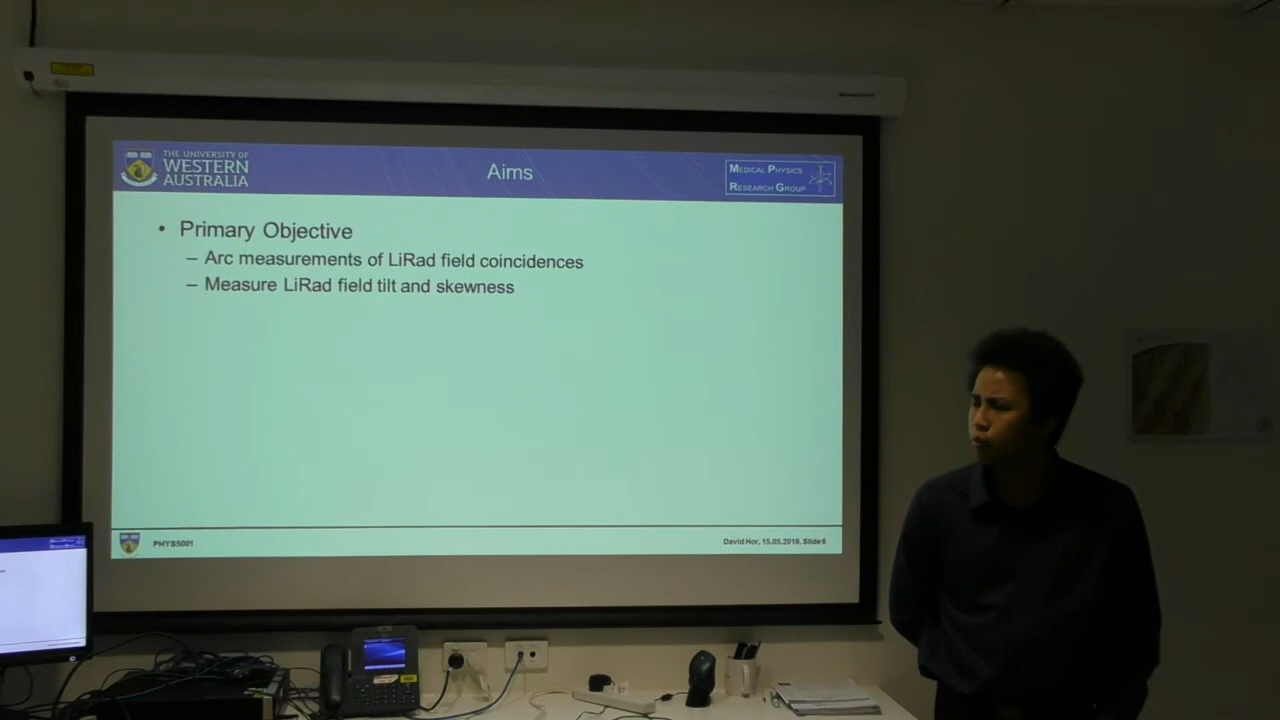 THE UNIVERSITY OF
WESTERN
AUSTRALIA
Aims
MEDICAL PHYSICS
RESEARCH GROUP
• Primary Objective
– Arc measurements of LiRad field coincidences
– Measure LiRad field tilt and skewness
PHYS5001
David Hor, 15.05.2018, Slide 6